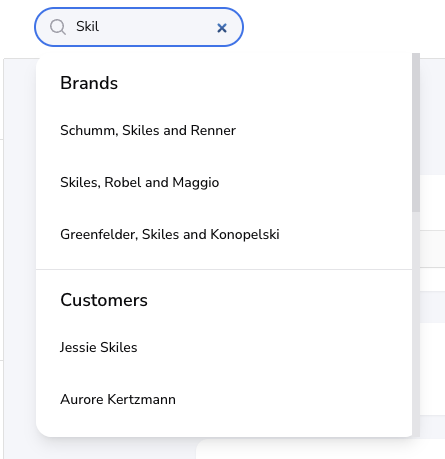 Skil
Brands
Schumm, Skiles and Renner
Skiles, Robel and Maggio
Greenfelder, Skiles and Konopelski
Customers
Jessie Skiles
Aurore Kertzmann